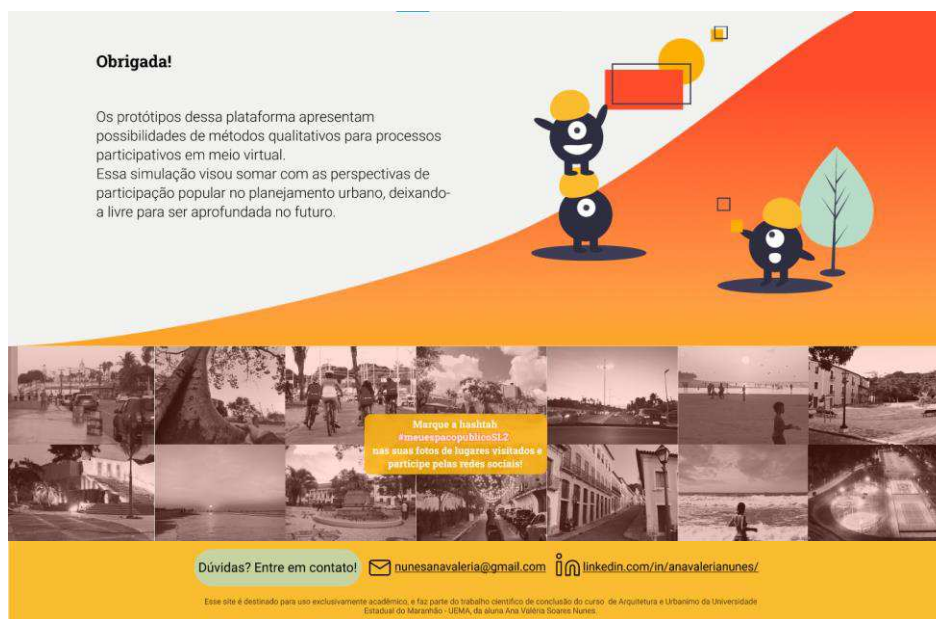 Obrigada!
Os protótipos dessa plataforma apresentam
possibilidades de métodos qualitativos para processos
participativos em meio virtual.
Essa simulação visou somar com as perspectivas de
participação popular no planejamento urbano, deixando-
a livre para ser aprofundada no futuro.
Marque a hashtah
#meuespacopublicoSLZ
nas suas fotos de lugares visitados e
participe pelas redes sociais!
Dúvidas? Entre em contato!
nunesanavaleria@gmail.com
linkedin.com/in/anavalerianunes/
Esse site é destinado para uso exclusivamente acadêmico, e faz parte do trabalho científico de conclusão do curso de Arquitetura e Urbanimo da Universidade
Estadual do Maranhão - UEMA, da aluna Ana Valéria Soares Nunes.